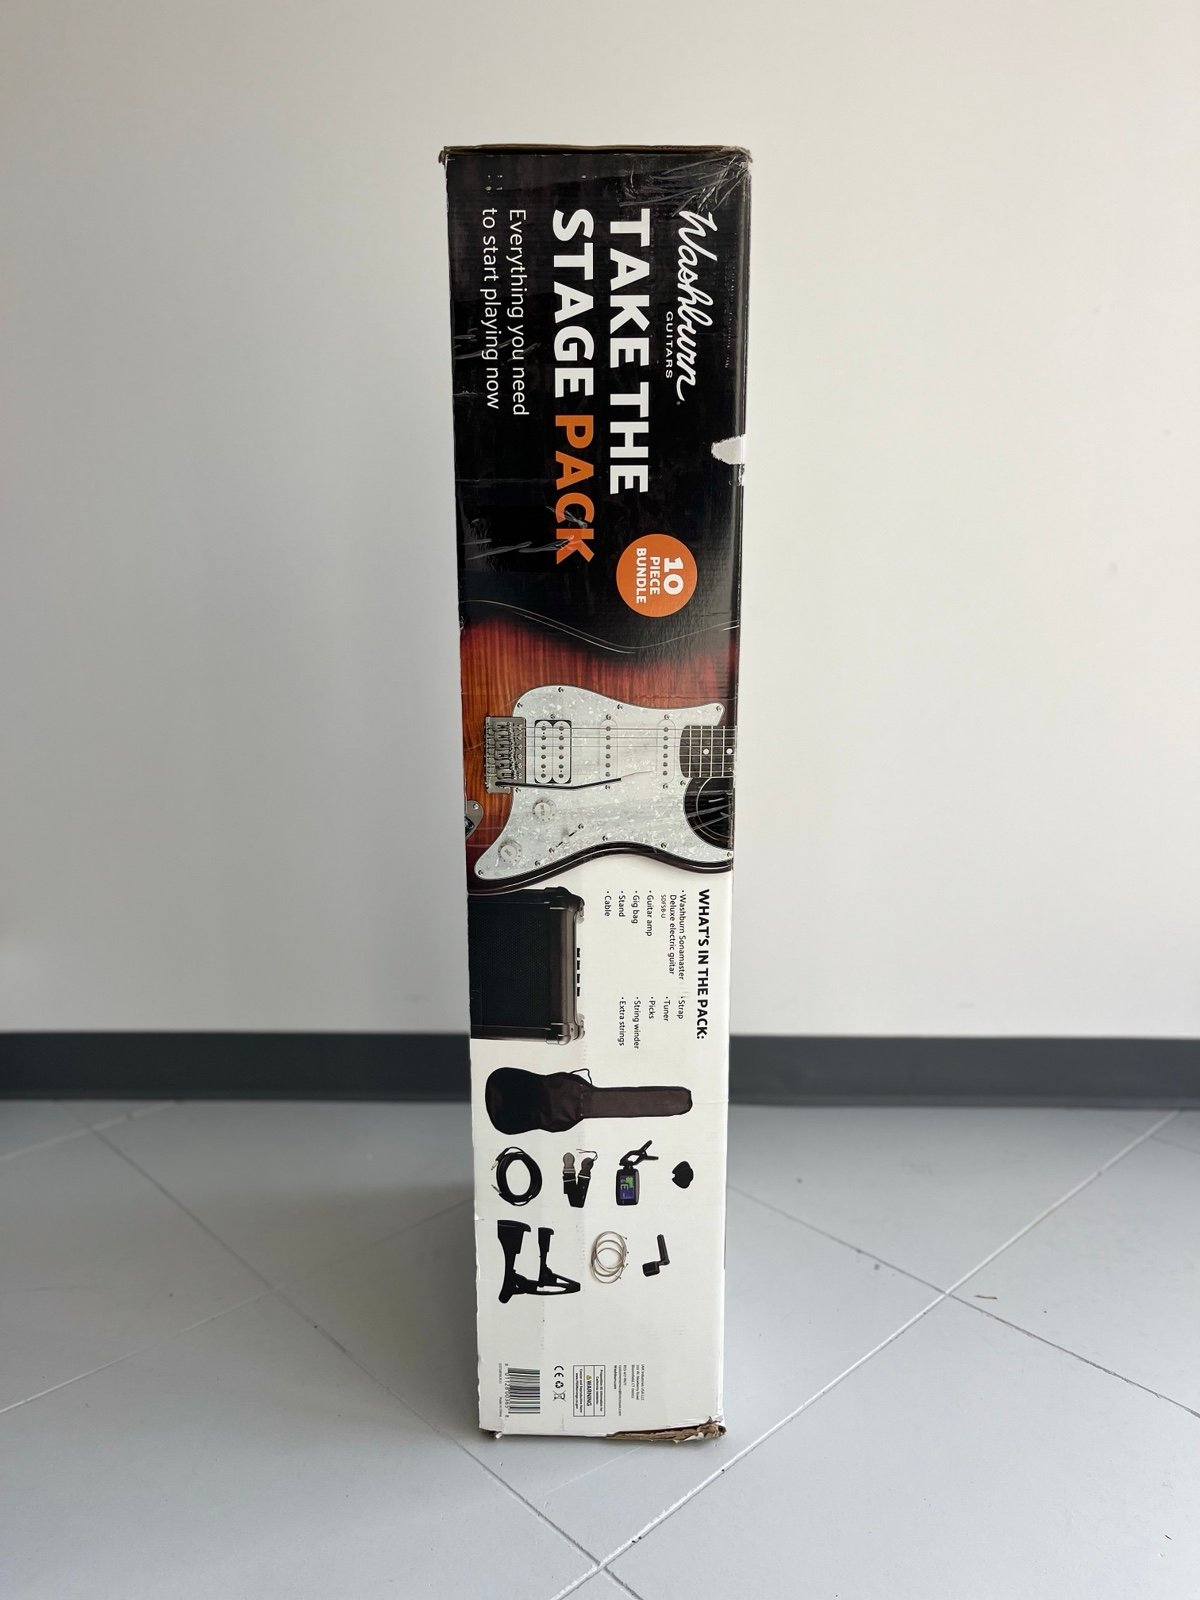 Washburn
GUITARS
TAKE THE
STAGE PACK
Everything you need
to start playing now
10
PIECE
BUNDLE
WHAT'S IN THE PACK:
· Washburn Sonamaster
Deluxe electric guitar
· Guitar amp
· Gig bag
· Stand
· Cable
· Strap
· Tuner
· Picks
· String winder
· Extra strings
WARNING
CE